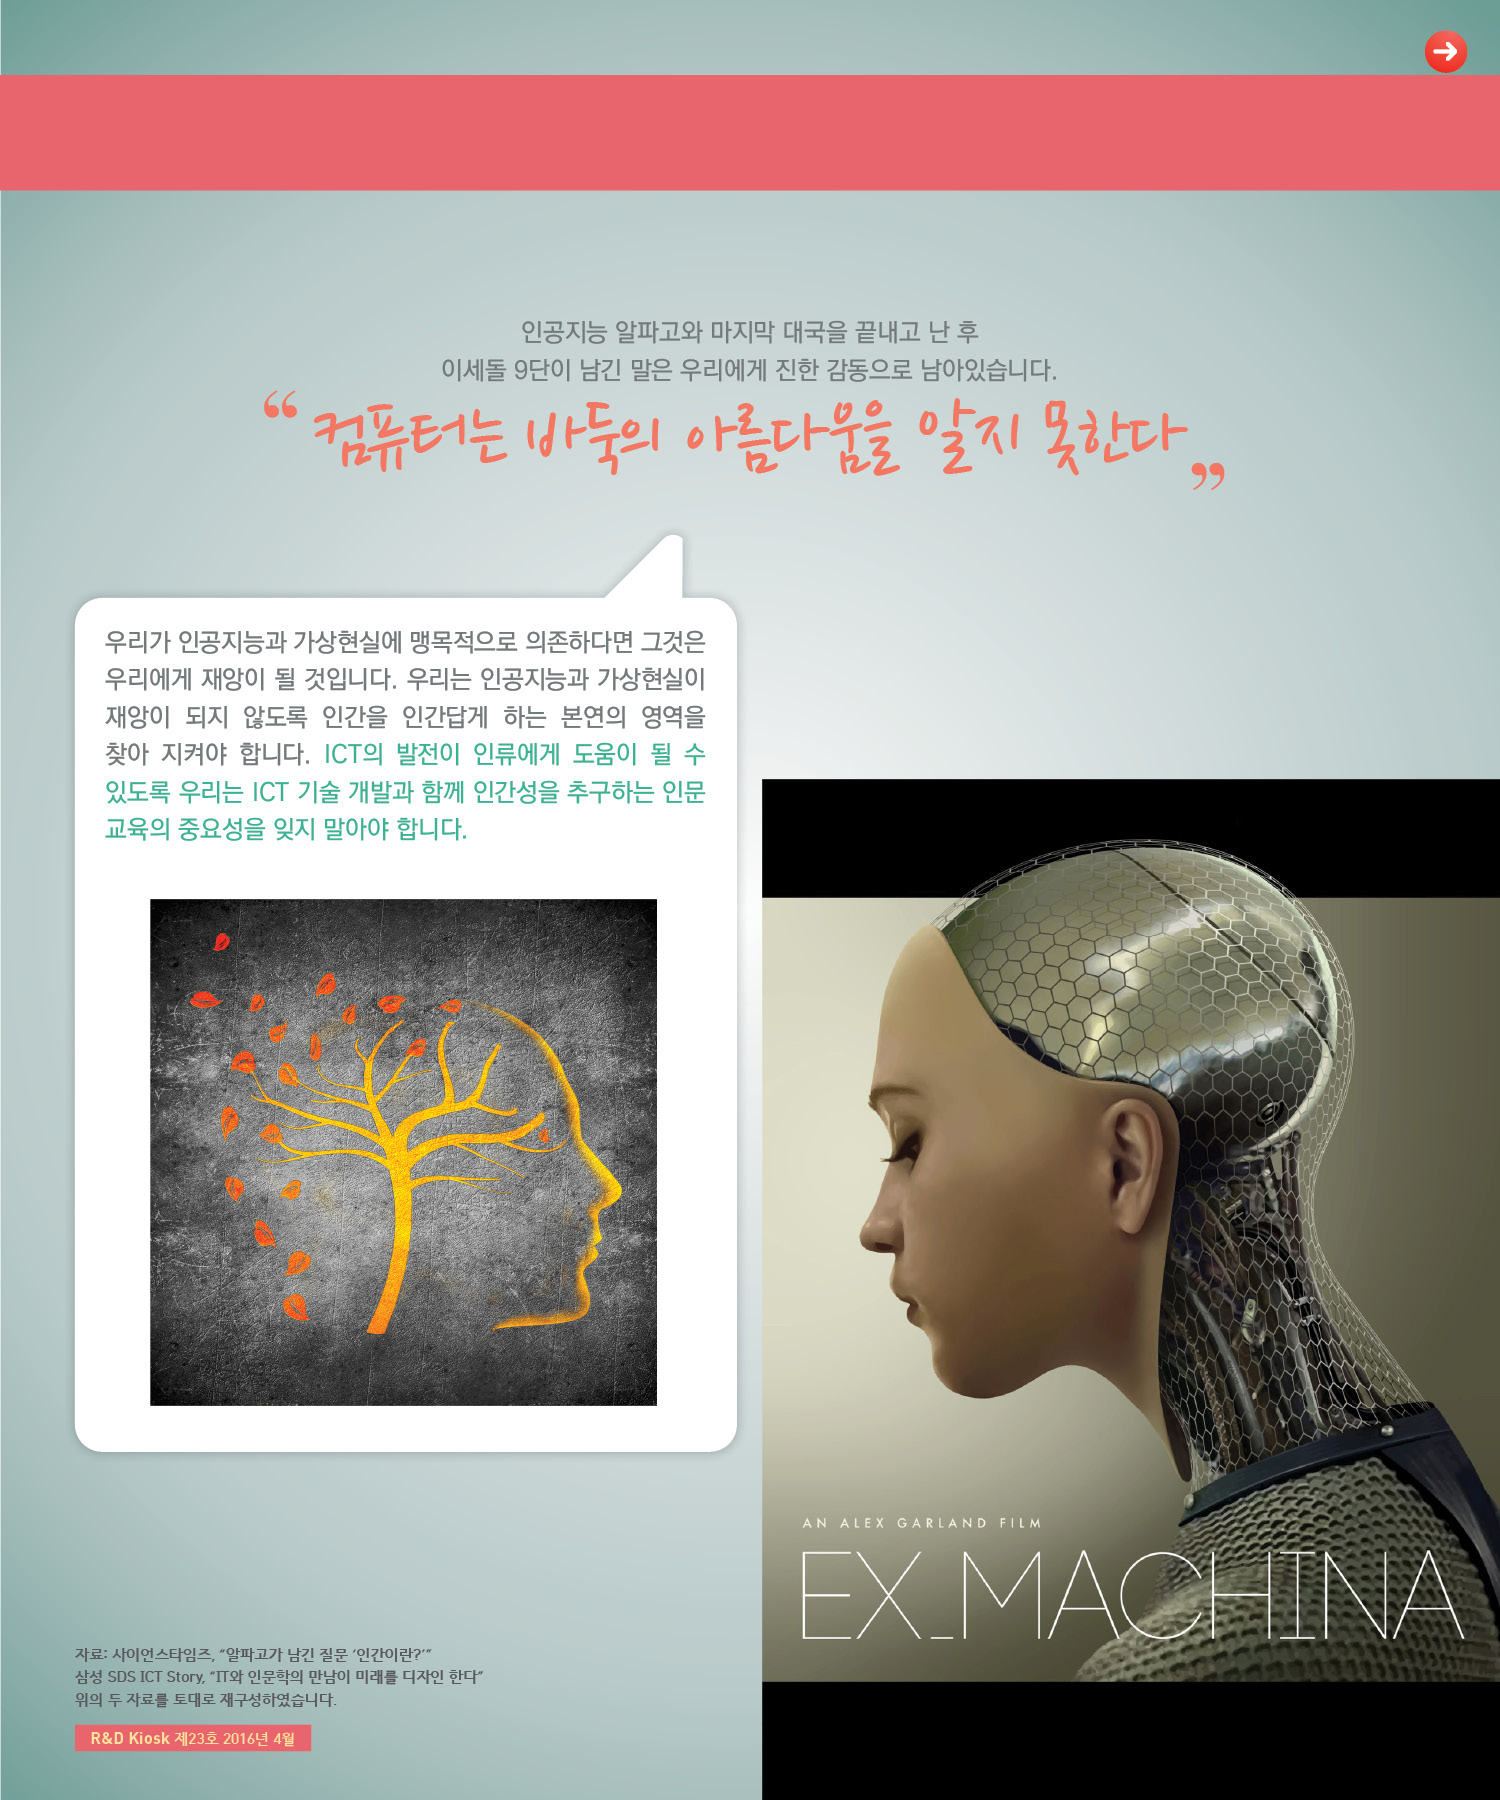 인공지능 알파고와 마지막 대국을 끝내고 난 후
이세돌 9단이 남긴 말은 우리에게 진한 감동으로 남아있습니다.
“ 컴퓨터는 바둑의 아름다움을 알지 못한다 ”
우리가 인공지능과 가상현실에 맹목적으로 의존하다면 그것은
우리에게 재앙이 될 것입니다. 우리는 인공지능과 가상현실이
재앙이 되지 않도록 인간을 인간답게 하는 본연의 영역을
찾아 지켜야 합니다. ICT의 발전이 인류에게 도움이 될 수
있도록 우리는 ICT 기술 개발과 함께 인간성을 추구하는 인문
교육의 중요성을 잊지 말아야 합니다.
AN ALEX GARLAND FILM
EX_MACHINA
자료: 사이언스타임즈, “알파고가 남긴 질문 ‘인간이란?’”
삼성 SDS ICT Story, “IT와 인문학의 만남이 미래를 디자인 한다”
위의 두 자료를 토대로 재구성하였습니다.
R&D Kiosk 제23호 2016년 4월